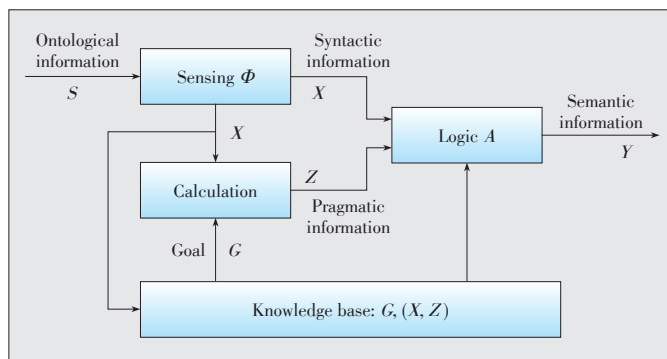 Ontological
information
S
Sensing Φ
Syntactic
information
X
X
Logic Λ
Semantic
information
Y
Calculation
Z
Pragmatic
information
Goal G
Knowledge base: G, (X, Z)